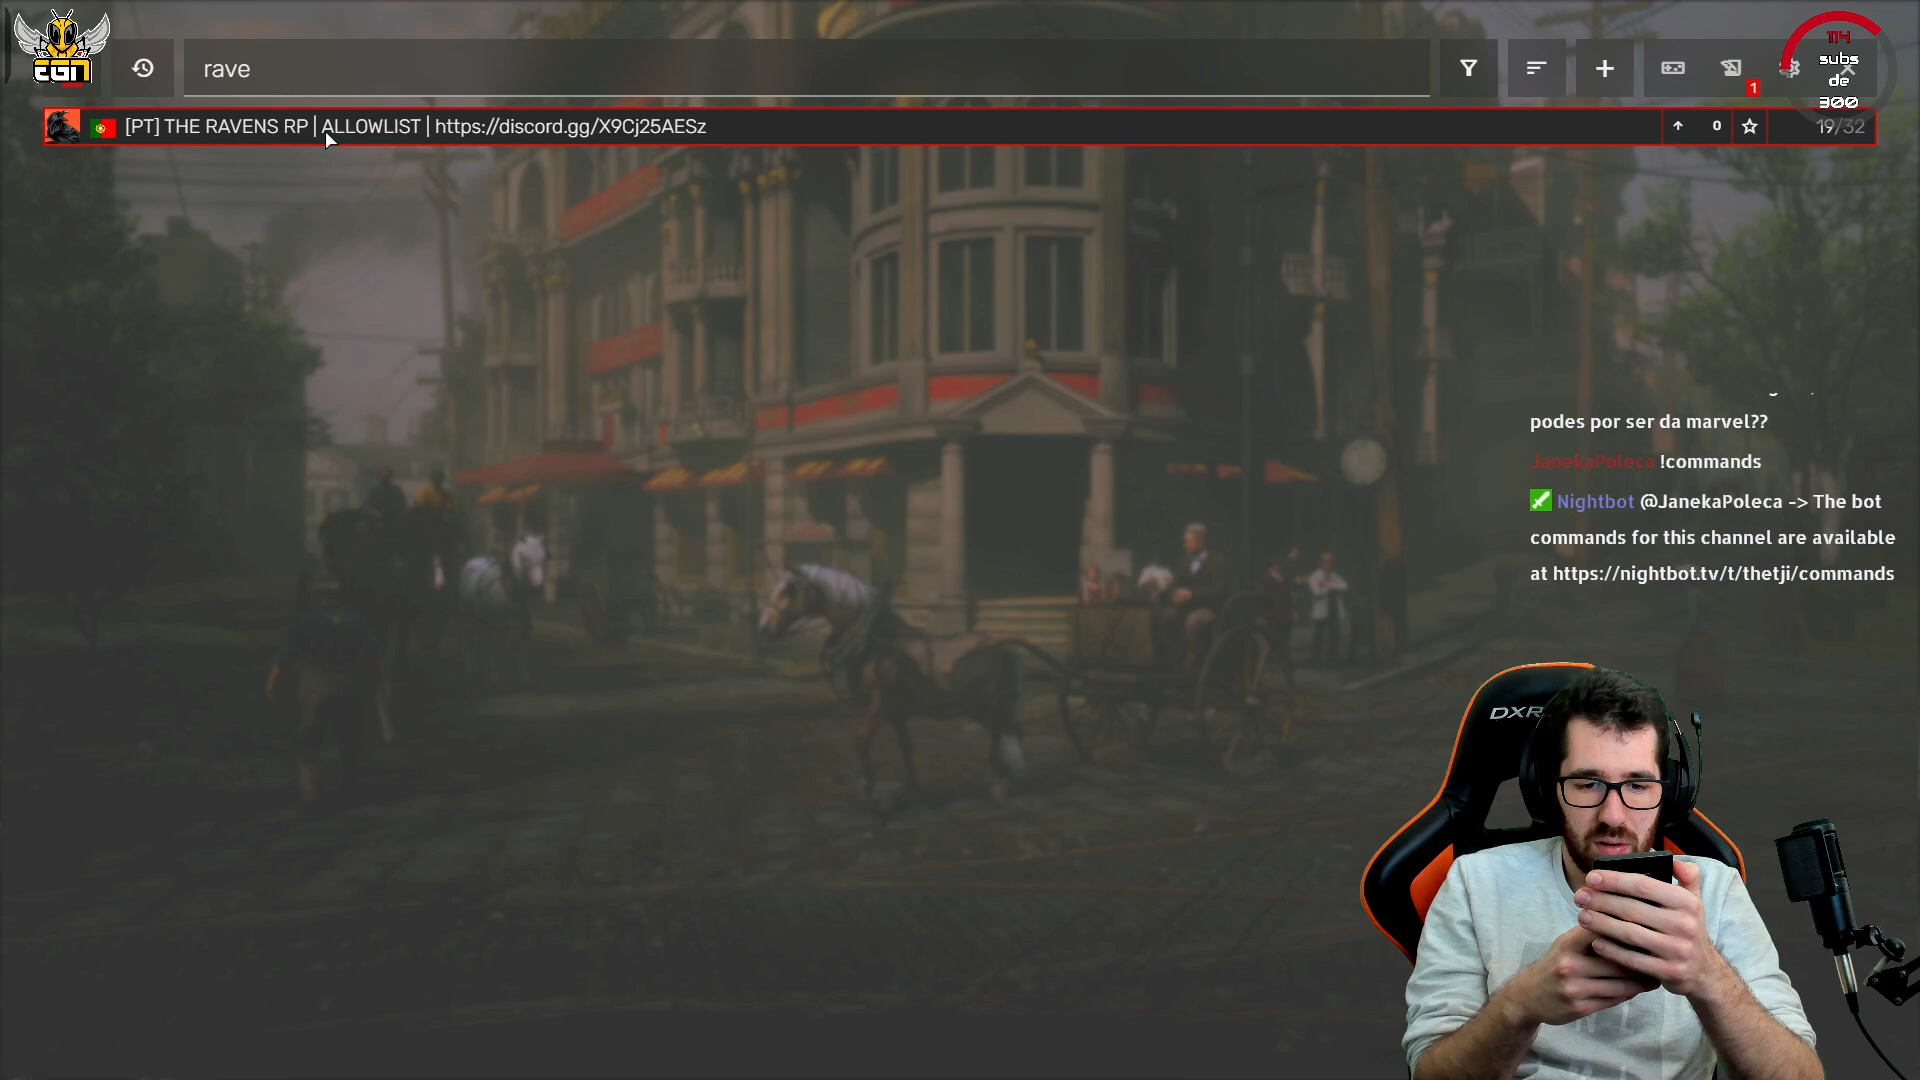 CGN
rave
114
subs
de
300
1
[PT] THE RAVENS RP | ALLOWLIST | https://discord.gg/X9Cj25AESz
0
19/32
podes por ser da marvel??
JanekaPoleca !commands
Nightbot @JanekaPoleca -> The bot
commands for this channel are available
at https://nightbot.tv/t/thetji/commands
DXR